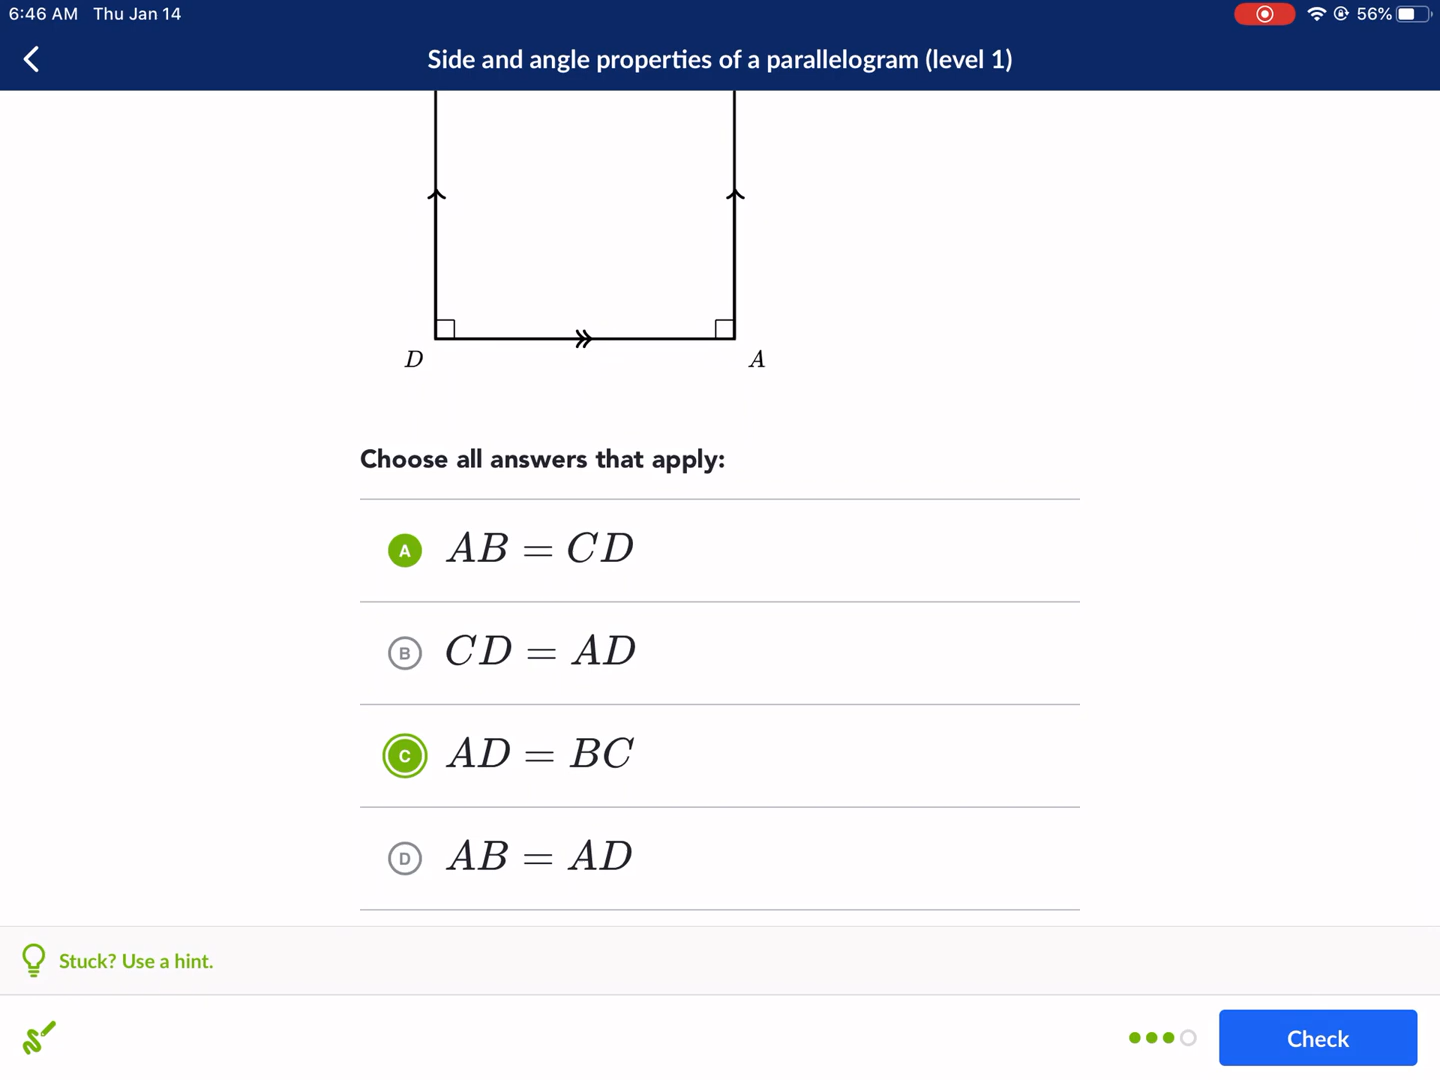 6:46 AM Thu Jan 14
56%
Side and angle properties of a parallelogram (level 1)
D
A
Choose all answers that apply:
A AB = CD
B CD = AD
C AD = BC
D AB = AD
Stuck? Use a hint.
Check